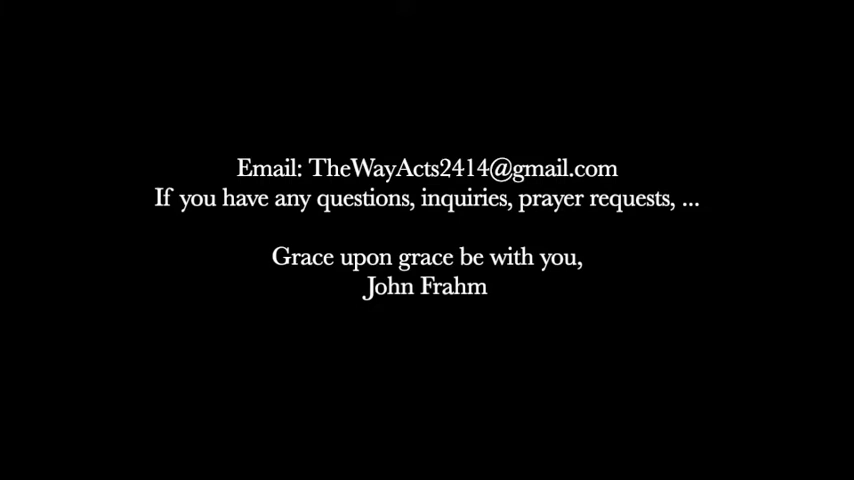 Email: TheWayActs2414@gmail.com
If you have any questions, inquiries, prayer requests, ...
Grace upon grace be with you,
John Frahm